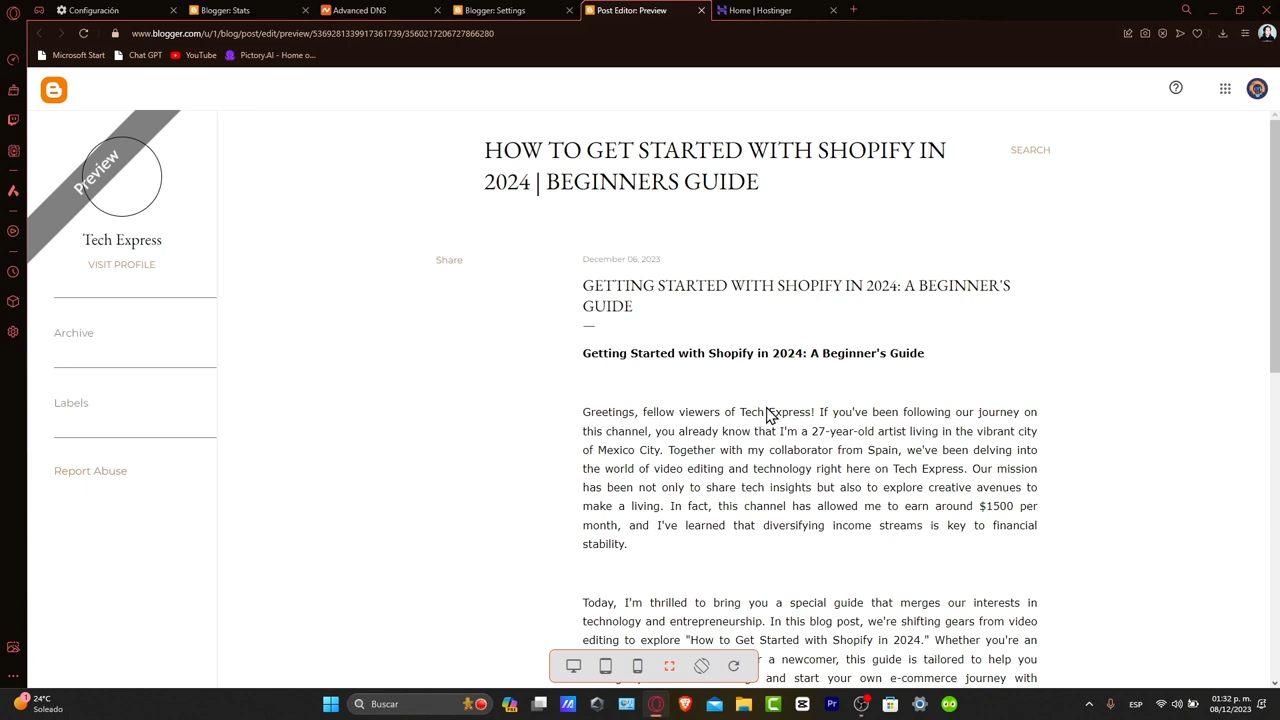 Configuración
Blogger: Stats
Advanced DNS
Blogger: Settings
Post Editor: Preview
Home | Hostinger
www.blogger.com/u/1/blog/post/edit/preview/5369281339917361739/3560217206727866280
Microsoft Start
Chat GPT
YouTube
Pictory.AI - Home o...
Preview
HOW TO GET STARTED WITH SHOPIFY IN
2024 | BEGINNERS GUIDE
SEARCH
Tech Express
VISIT PROFILE
Archive
Labels
Report Abuse
Share
December 06, 2023
GETTING STARTED WITH SHOPIFY IN 2024: A BEGINNER'S
GUIDE
Getting Started with Shopify in 2024: A Beginner's Guide
Greetings, fellow viewers of Tech Express! If you've been following our journey on
this channel, you already know that I'm a 27-year-old artist living in the vibrant city
of Mexico City. Together with my collaborator from Spain, we've been delving into
the world of video editing and technology right here on Tech Express. Our mission
has been not only to share tech insights but also to explore creative avenues to
make a living. In fact, this channel has allowed me to earn around $1500 per
month, and I've learned that diversifying income streams is key to financial
stability.
Today, I'm thrilled to bring you a special guide that merges our interests in
technology and entrepreneurship. In this blog post, we're shifting gears from video
editing to explore "How to Get Started with Shopify in 2024." Whether you're an
r a newcomer, this guide is tailored to help you
and start your own e-commerce journey with
1
24°C
Soleado
Buscar
ESP
01:32 p. m.
08/12/2023